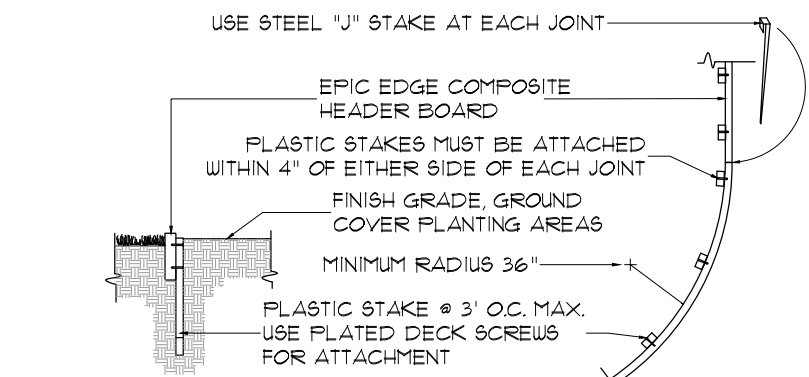 USE STEEL "J" STAKE AT EACH JOINT
EPIC EDGE COMPOSITE
HEADER BOARD
PLASTIC STAKES MUST BE ATTACHED
WITHIN 4" OF EITHER SIDE OF EACH JOINT
FINISH GRADE, GROUND
COVER PLANTING AREAS
MINIMUM RADIUS 36"
PLASTIC STAKE @ 3' O.C. MAX.
USE PLATED DECK SCREWS
FOR ATTACHMENT